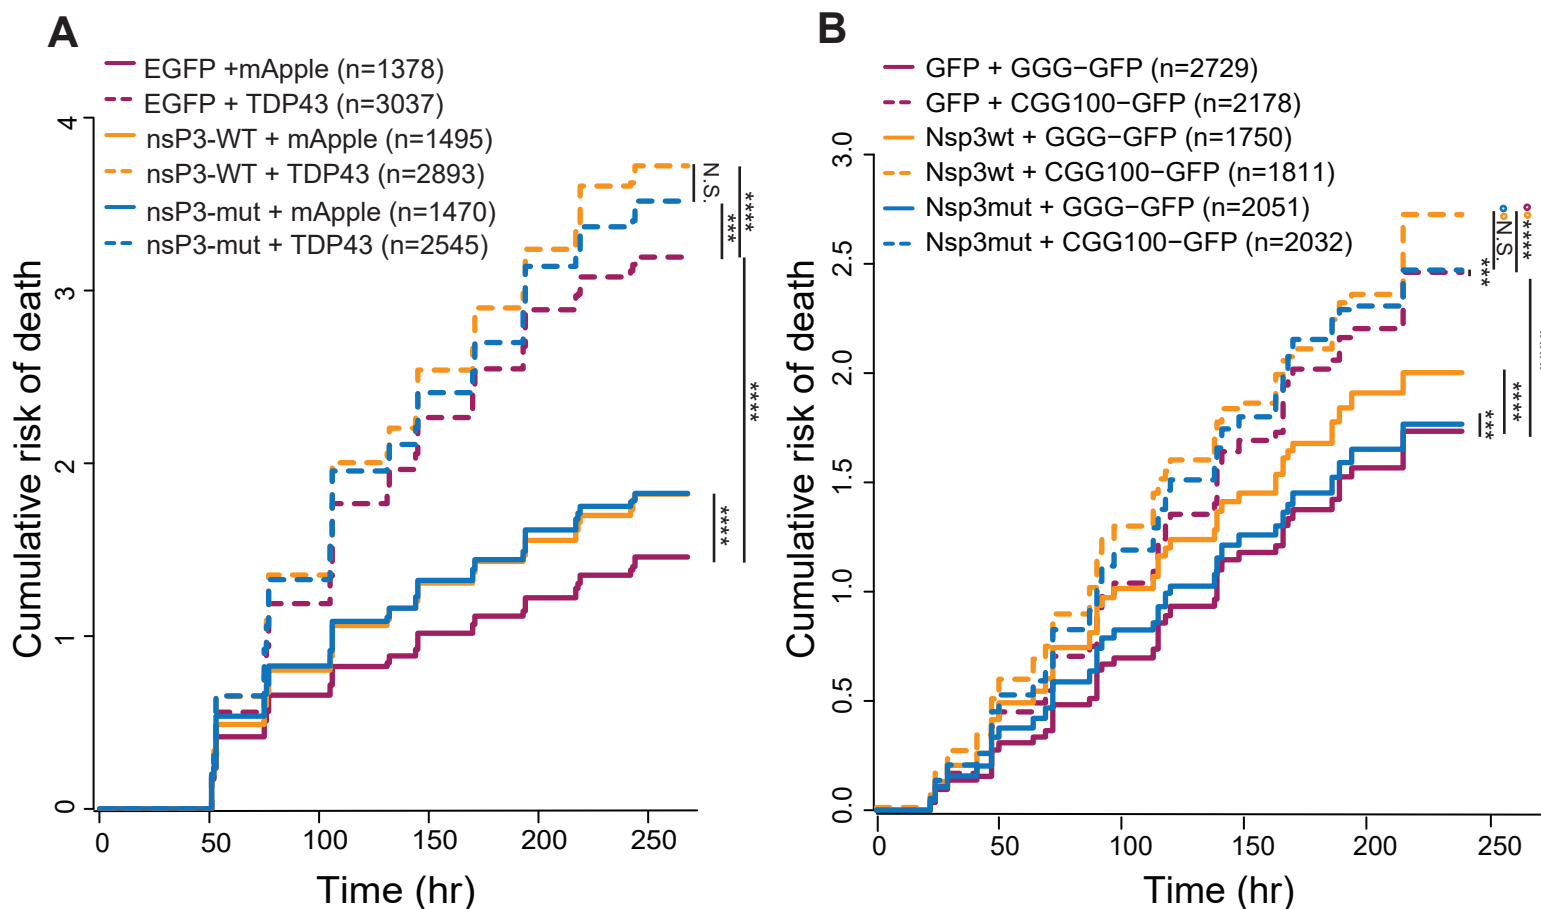 A
EGFP +mApple (n=1378)
EGFP + TDP43 (n=3037)
nsP3-WT + mApple (n=1495)
nsP3-WT + TDP43 (n=2893)
nsP3-mut + mApple (n=1470)
nsP3-mut + TDP43 (n=2545)
Cumulative risk of death
4
3
2
1
0
0 50 100 150 200 250
Time (hr)
N.S.
****
***
****
****
B
GFP + GGG−GFP (n=2729)
GFP + CGG100−GFP (n=2178)
Nsp3wt + GGG−GFP (n=1750)
Nsp3wt + CGG100−GFP (n=1811)
Nsp3mut + GGG−GFP (n=2051)
Nsp3mut + CGG100−GFP (n=2032)
Cumulative risk of death
3.0
2.5
2.0
1.5
1.0
0.5
0.0
0 50 100 150 200 250
Time (hr)
N.S.
****
***
****
***